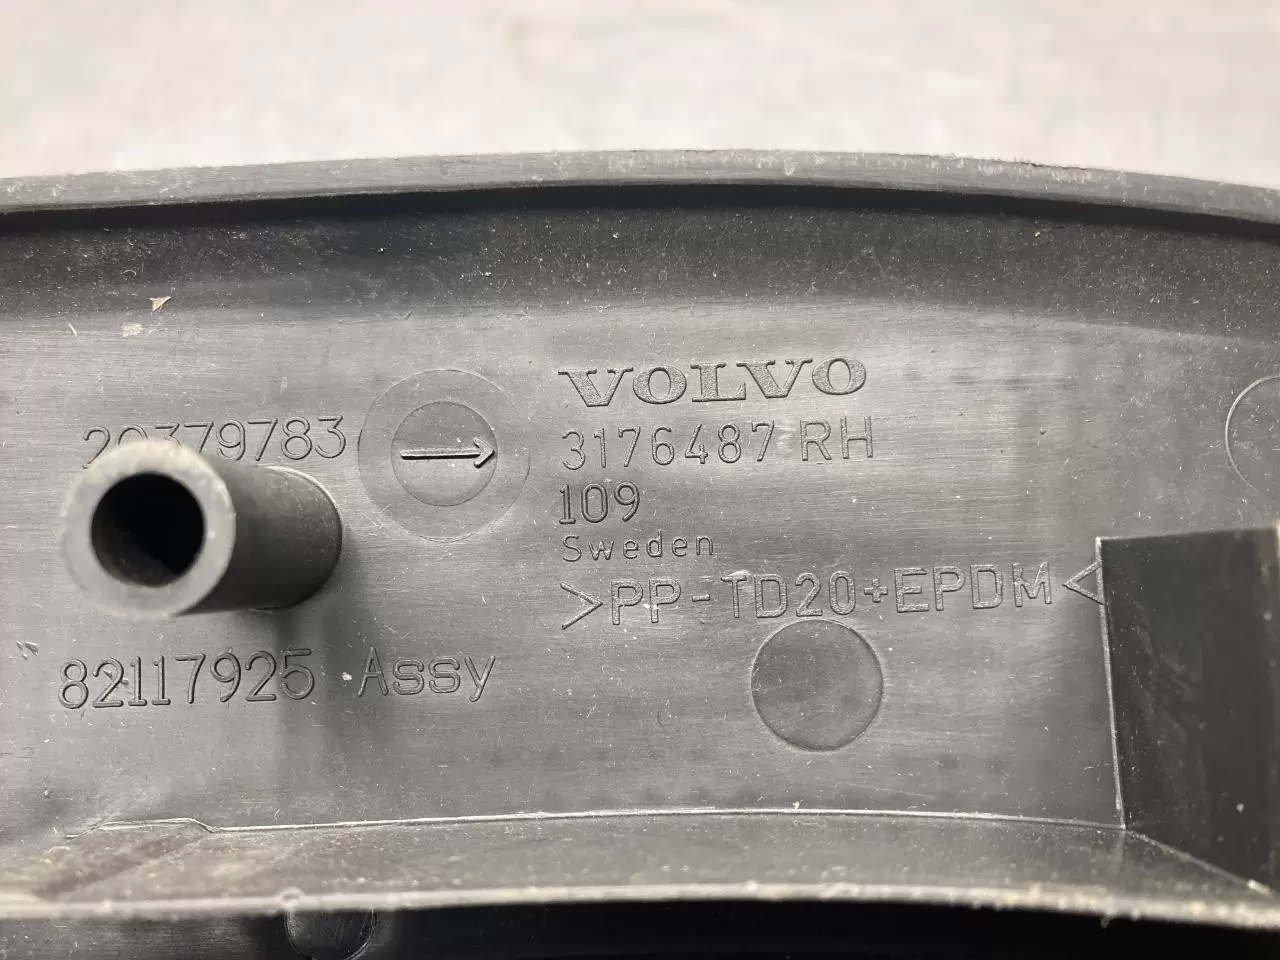 VOLVO
20379783
3176487 RH
109
Sweden
>PP-TD20+EPDM<
82117925 Assy